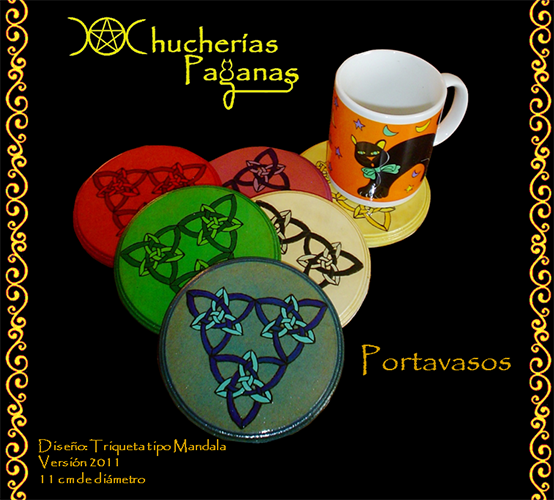 Chucherías
Paganas
Portavasos
Diseño: Triqueta tipo Mandala
Versión 2011
11 cm de diámetro